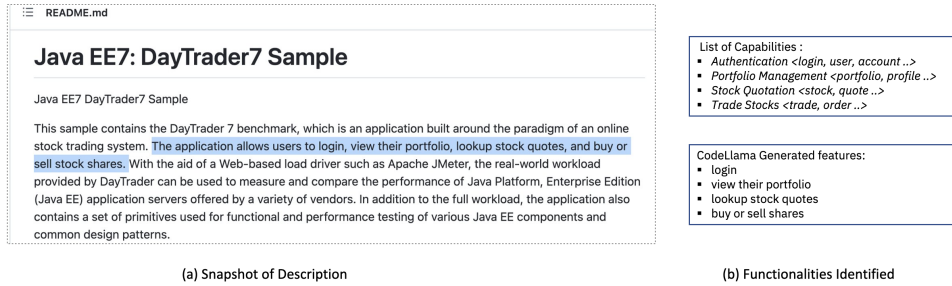 README.md
Java EE7: DayTrader7 Sample
Java EE7 DayTrader7 Sample
This sample contains the DayTrader 7 benchmark, which is an application built around the paradigm of an online
stock trading system. The application allows users to login, view their portfolio, lookup stock quotes, and buy or
sell stock shares. With the aid of a Web-based load driver such as Apache JMeter, the real-world workload
provided by DayTrader can be used to measure and compare the performance of Java Platform, Enterprise Edition
(Java EE) application servers offered by a variety of vendors. In addition to the full workload, the application also
contains a set of primitives used for functional and performance testing of various Java EE components and
common design patterns.
(a) Snapshot of Description
List of Capabilities :
▪ Authentication <login, user, account ..>
▪ Portfolio Management <portfolio, profile ..>
▪ Stock Quotation <stock, quote ..>
▪ Trade Stocks <trade, order ..>
CodeLlama Generated features:
▪ login
▪ view their portfolio
▪ lookup stock quotes
▪ buy or sell shares
(b) Functionalities Identified